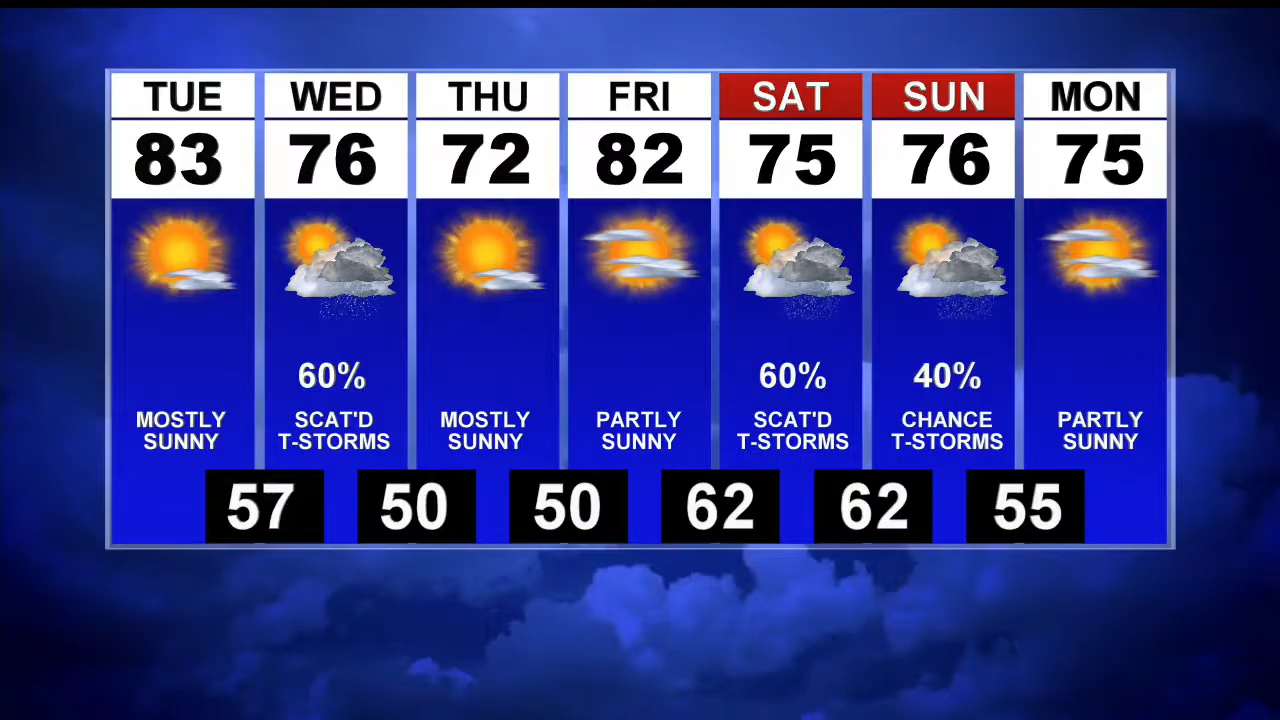 TUE WED THU FRI SAT SUN MON
83 76 72 82 75 76 75
60% 60% 40%
MOSTLY SCAT'D MOSTLY PARTLY SCAT'D CHANCE PARTLY
SUNNY T-STORMS SUNNY SUNNY T-STORMS T-STORMS SUNNY
57 50 50 62 62 55